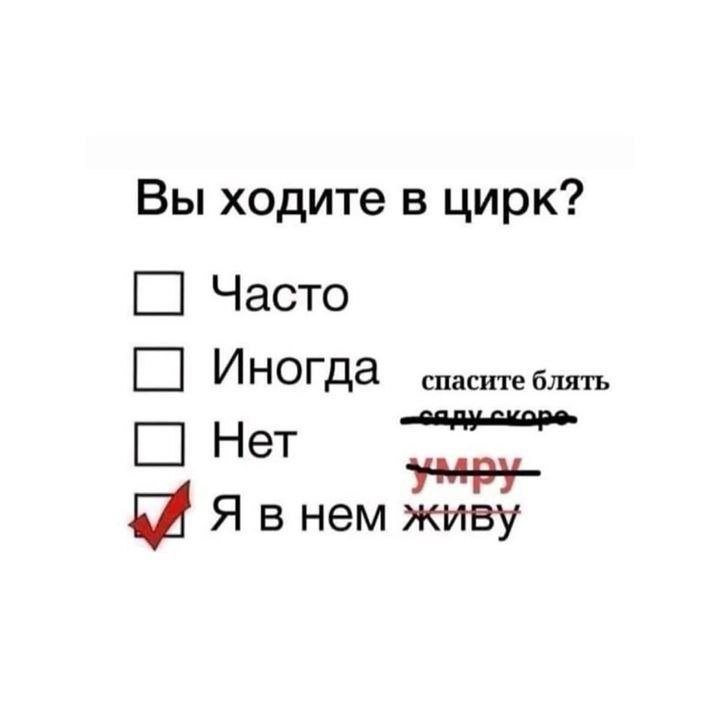 Вы ходите в цирк?
Часто
Иногда
спасите блять
сяду скоро
Нет
умру
Я в нем живу